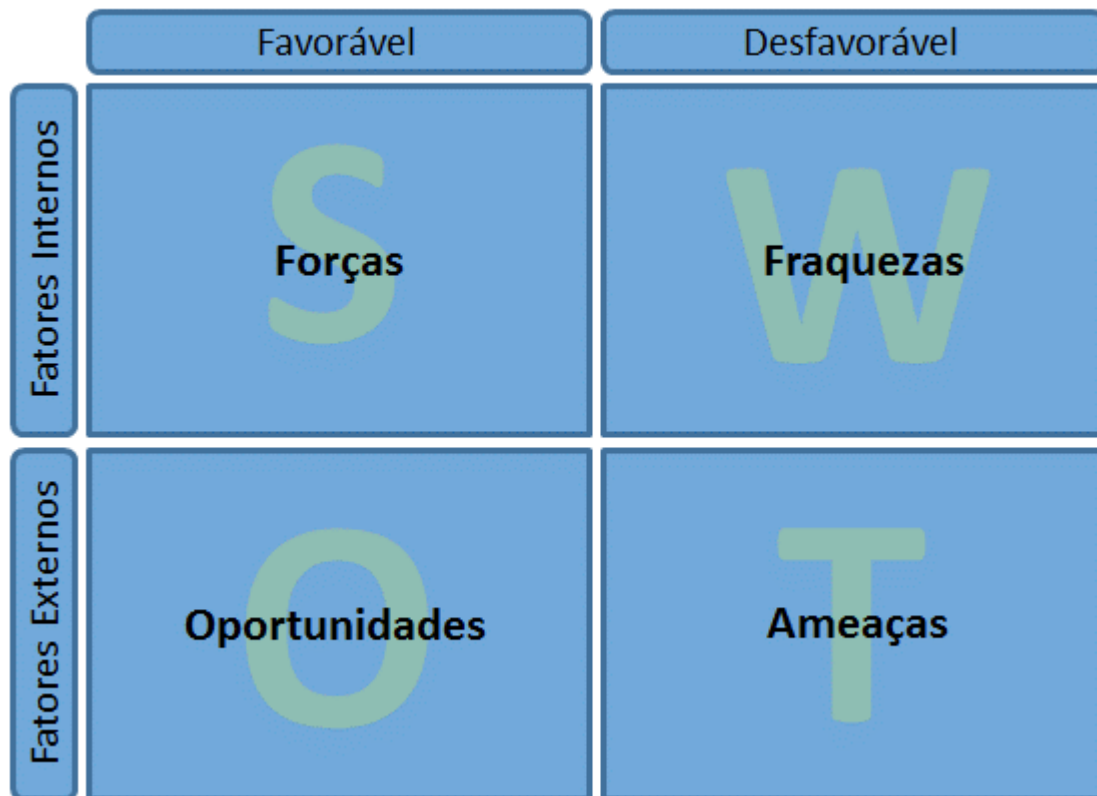 Favorável
Desfavorável
Fatores Internos
S
Forças
W
Fraquezas
Fatores Externos
O
Oportunidades
T
Ameaças